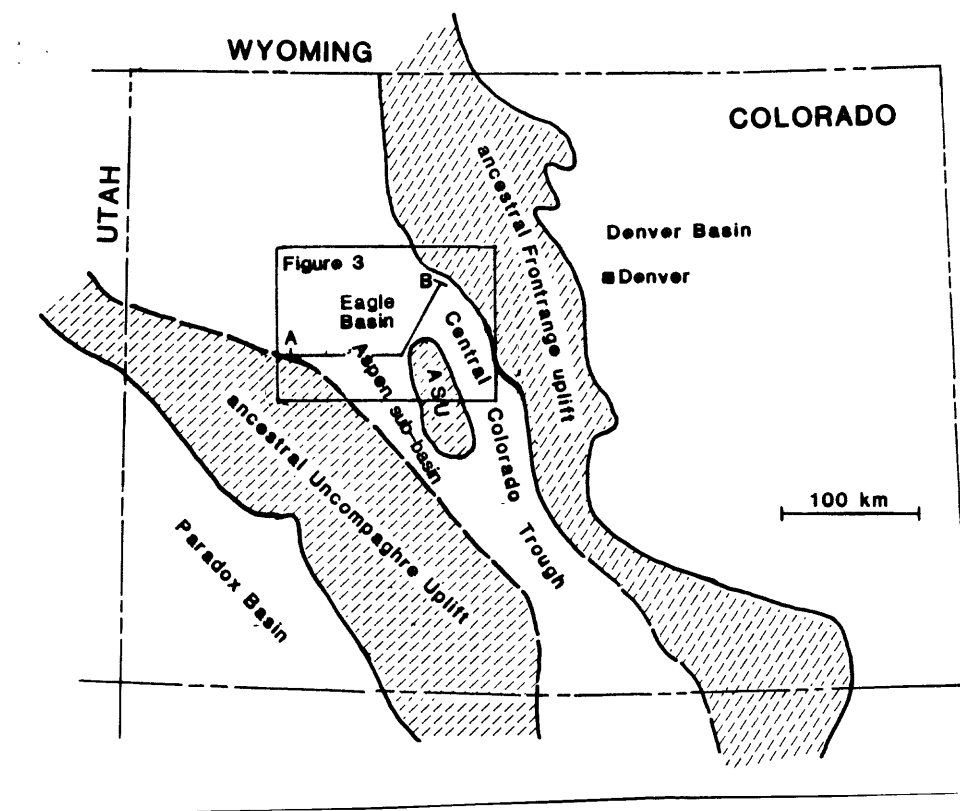 WYOMING
COLORADO
UTAH
ancestral Frontrange uplift
Denver Basin
Denver
Figure 3
B
Eagle
Basin
A
Central Colorado Trough
Aspen sub-basin
ASU
ancestral Uncompaghre Uplift
100 km
Paradox Basin